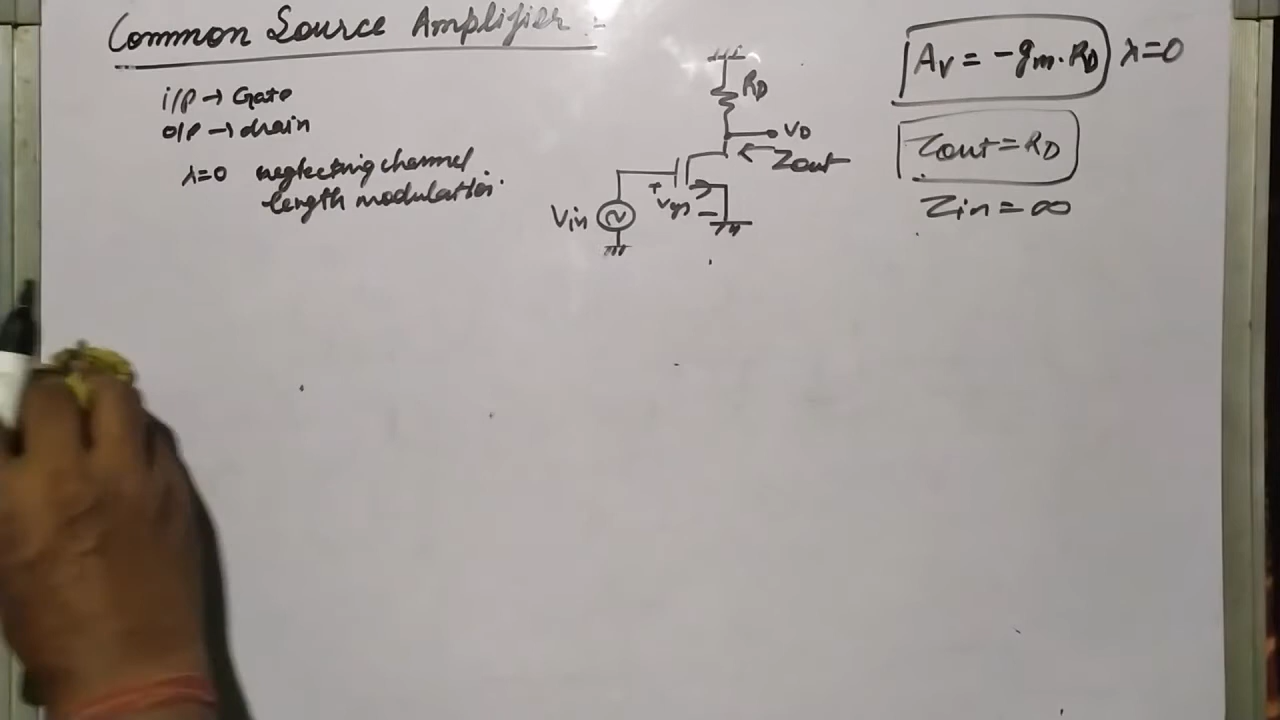 Common Source Amplifier :-
i/p → Gate
o/p → drain
λ=0 neglecting channel
length modulation.
RD
VD
Zout
+
Vgs
-
Vin
Av = -gm.RD λ=0
Zout = RD
Zin = ∞